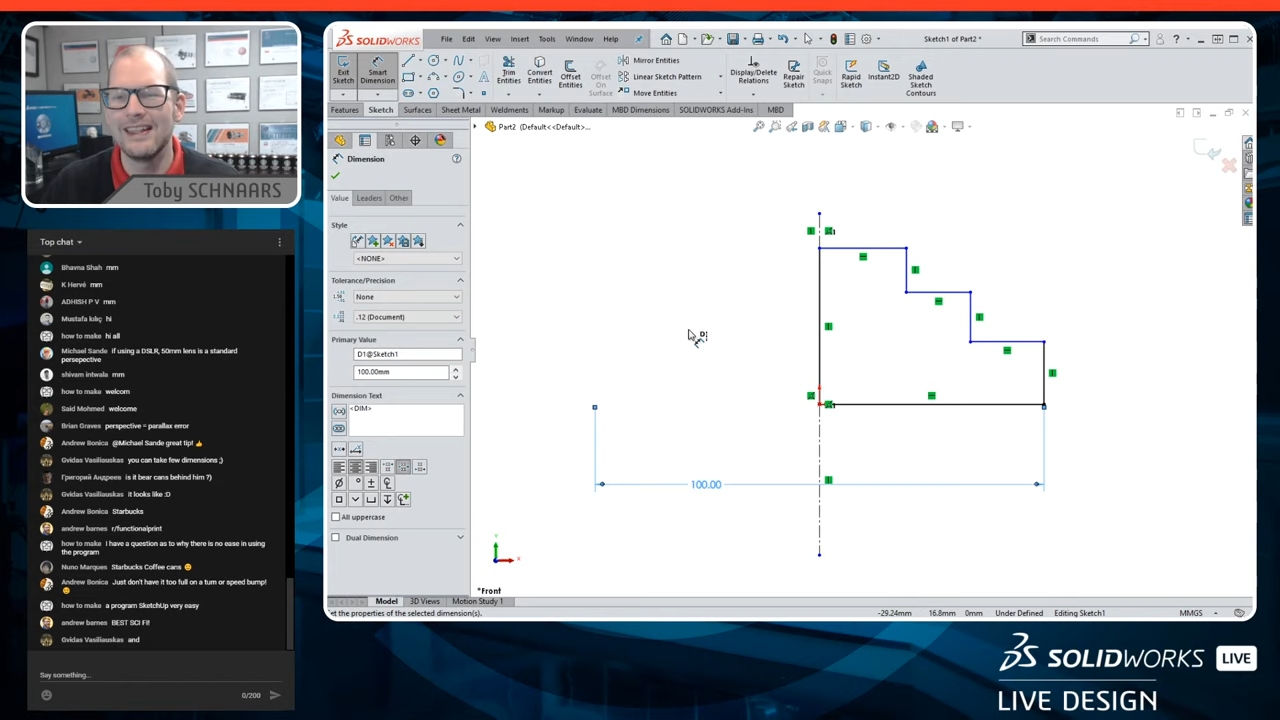 Toby SCHNAARS
Top chat
Bhavna Shah mm
K Hervé mm
ADHISH P V mm
Mustafa kılıç hi
how to make hi all
Michael Sande if using a DSLR, 50mm lens is a standard
persepective
shivam intwala mm
how to make welcom
Said Mohmed welcome
Brian Graves perspective = parallax error
Andrew Bonica @Michael Sande great tip!
Gvidas Vasiliauskas you can take few dimensions ;)
Григорий Андреев is it bear cans behind him ?)
Gvidas Vasiliauskas it looks like :D
Andrew Bonica Starbucks
andrew barnes r/functionalprint
how to make I have a question as to why there is no ease in using
the program
Nuno Marques Starbucks Coffee cans
Andrew Bonica Just don't have it too full on a turn or speed bump!
how to make a program SketchUp very easy
andrew barnes BEST SCI FI!
Gvidas Vasiliauskas and
Say something...
0/200
SOLIDWORKS
File Edit View Insert Tools Window Help
Sketch1 of Part2 *
Search Commands
Exit Sketch
Smart Dimension
Trim Entities
Convert Entities
Offset Entities
Offset On Surface
Mirror Entities
Linear Sketch Pattern
Move Entities
Display/Delete Relations
Repair Sketch
Quick Snaps
Rapid Sketch
Instant2D
Shaded Sketch Contours
Features Sketch Sheet Metal Surfaces Weldments Markup Evaluate MBD Dimensions SOLIDWORKS Add-Ins MBD
Part2 (Default<<Default>...
Dimension
Value Leaders Other
Style
<NONE>
Tolerance/Precision
None
.12 (Document)
Primary Value
D1@Sketch1
100.00mm
Dimension Text
<DIM>
All uppercase
Dual Dimension
100.00
Y
X
*Front
Model 3D Views Motion Study 1
et the properties of the selected dimension(s).
-29.24mm 16.8mm 0mm Under Defined Editing Sketch1 MMGS
SOLIDWORKS LIVE
LIVE DESIGN